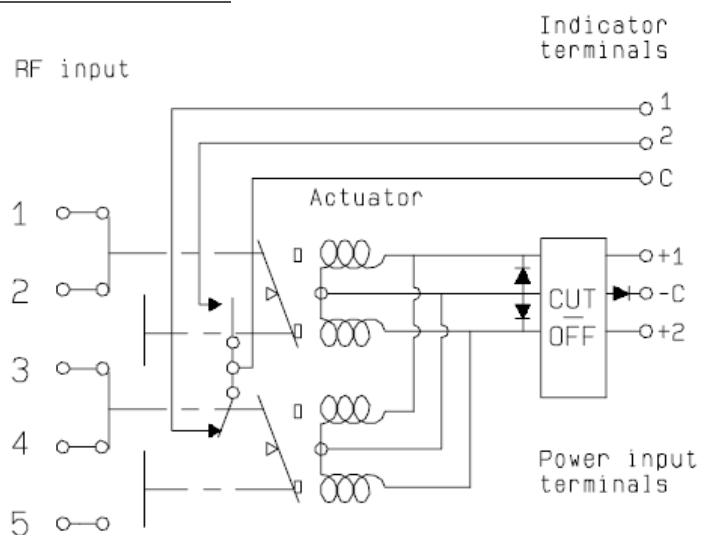 Indicator
terminals
RF input
1
2
C
Actuator
1
2
3
4
5
+1
CUT
OFF
-C
+2
Power input
terminals